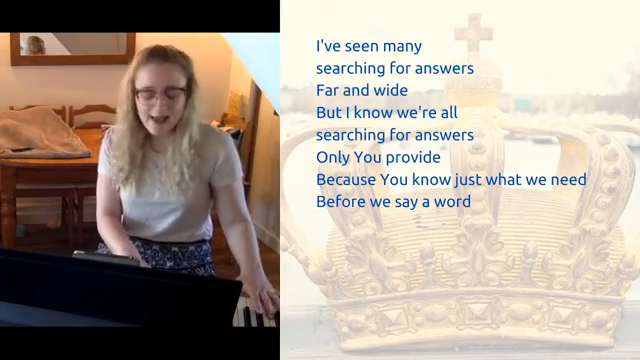 I've seen many
searching for answers
Far and wide
But I know we're all
searching for answers
Only You provide
Because You know just what we need
Before we say a word